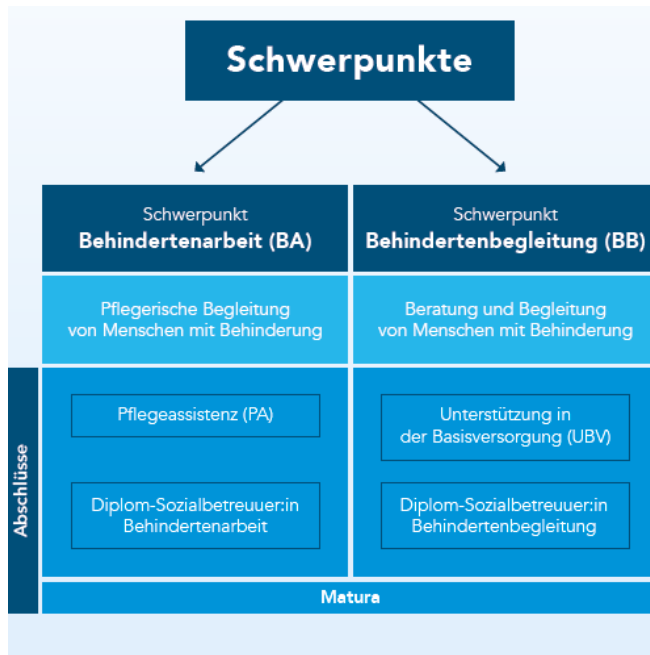 Schwerpunkte
Schwerpunkt
Behindertenarbeit (BA)
Schwerpunkt
Behindertenbegleitung (BB)
Pflegerische Begleitung
von Menschen mit Behinderung
Beratung und Begleitung
von Menschen mit Behinderung
Abschlüsse
Pflegeassistenz (PA)
Unterstützung in
der Basisversorgung (UBV)
Diplom-Sozialbetreuuer:in
Behindertenarbeit
Diplom-Sozialbetreuuer:in
Behindertenbegleitung
Matura